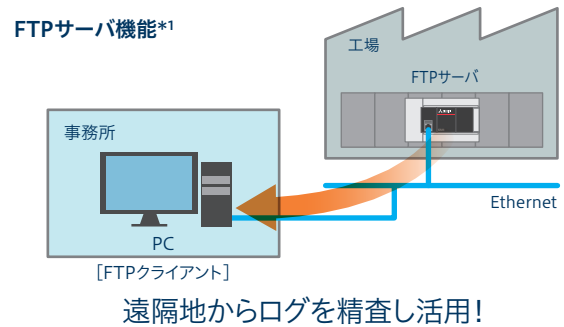 FTPサーバ機能*1
工場
FTPサーバ
事務所
Ethernet
PC
［FTPクライアント］
遠隔地からログを精査し活用！